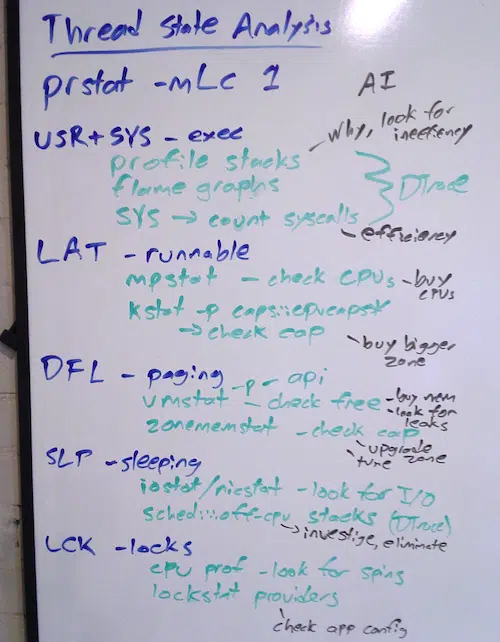 Thread State Analysis
prstat -mLc 1
AI
USR+SYS - exec
Why, look for
inefficiency
profile stacks
flame graphs
DTrace
SYS → count syscalls
efficiency
LAT - runnable
mpstat - check CPUs - buy
CPUs
kstat -p caps::cpucaps*
→ check cap
buy bigger
zone
DFL - paging
vmstat -p - api
- check free - buy mem
- look for
leaks
zonememstat - check cap
upgrade
tune zone
SLP - sleeping
iostat/nicstat - look for I/O
sched:::off-cpu stacks (DTrace)
→ investige, eliminate
LCK - locks
cpu prof - look for spins
lockstat providers
check app config